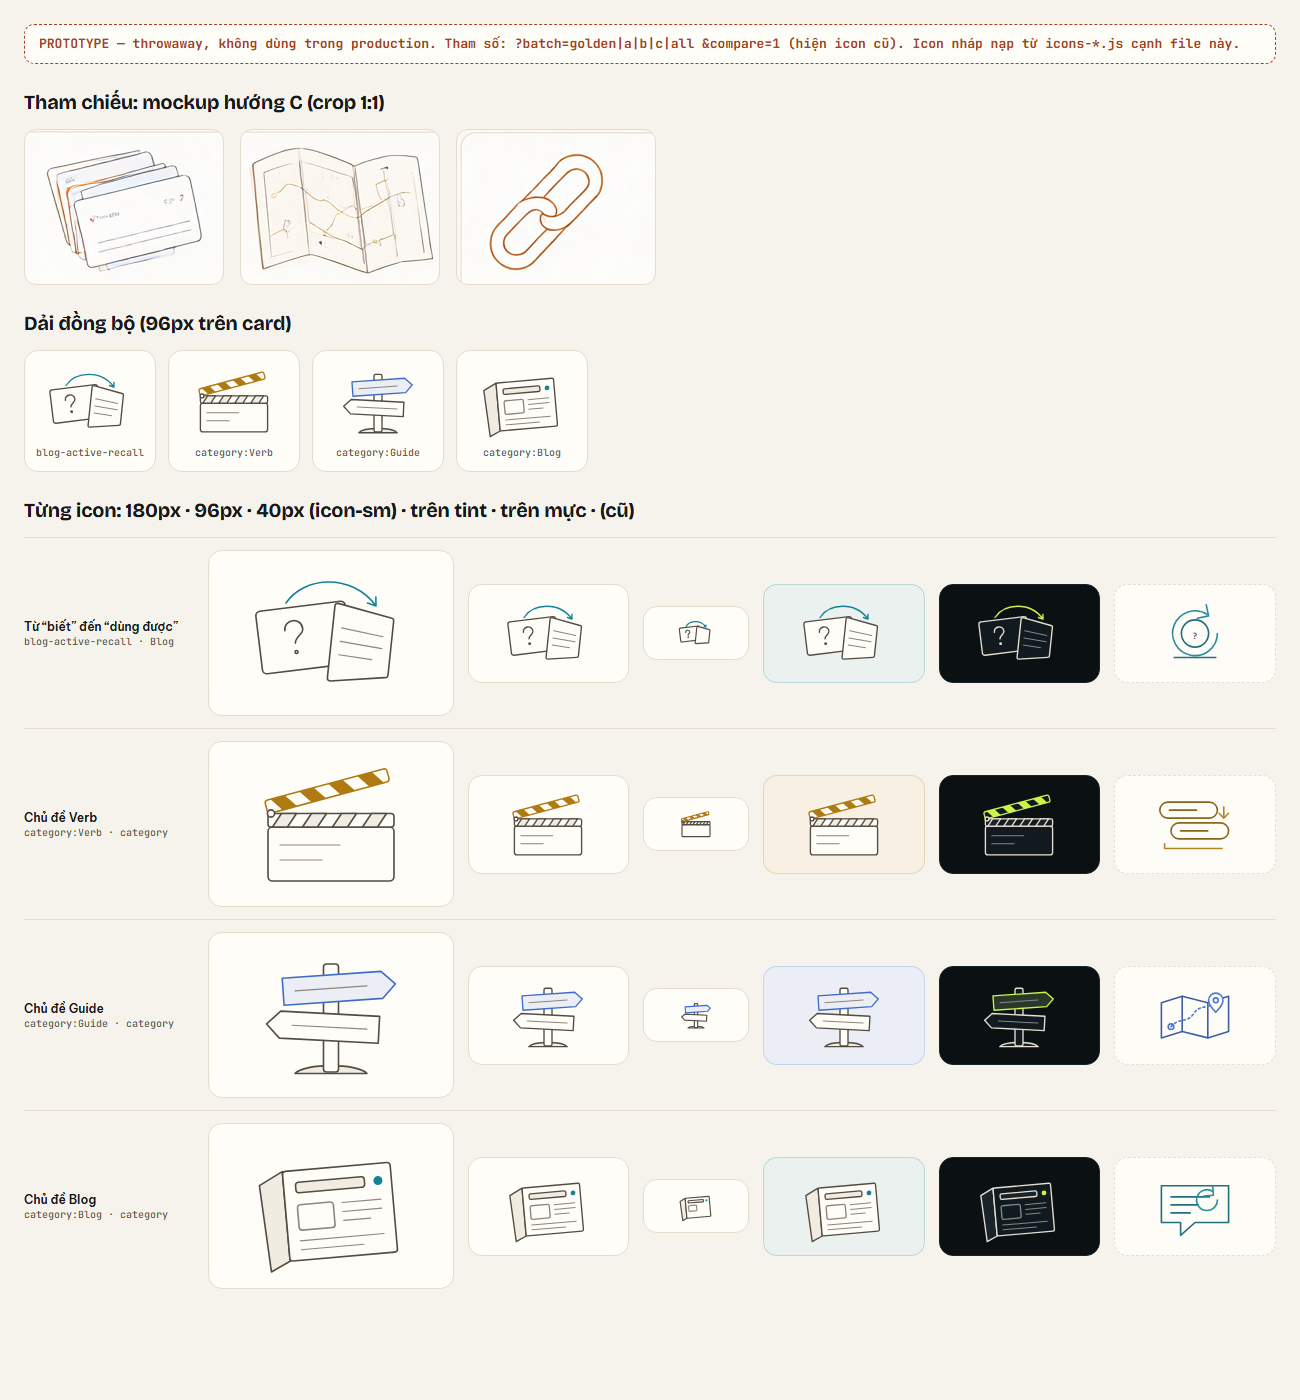 PROTOTYPE — throwaway, không dùng trong production. Tham số: ?batch=golden|a|b|c|all &compare=1 (hiện icon cũ). Icon nháp nạp từ icons-*.js cạnh file này.
Tham chiếu: mockup hướng C (crop 1:1)
Dải đồng bộ (96px trên card)
?
blog-active-recall
category:Verb
category:Guide
category:Blog
Từng icon: 180px · 96px · 40px (icon-sm) · trên tint · trên mực · (cũ)
Từ “biết” đến “dùng được”
blog-active-recall · Blog
? ? ? ? ? ?
Chủ đề Verb
category:Verb · category
Chủ đề Guide
category:Guide · category
Chủ đề Blog
category:Blog · category